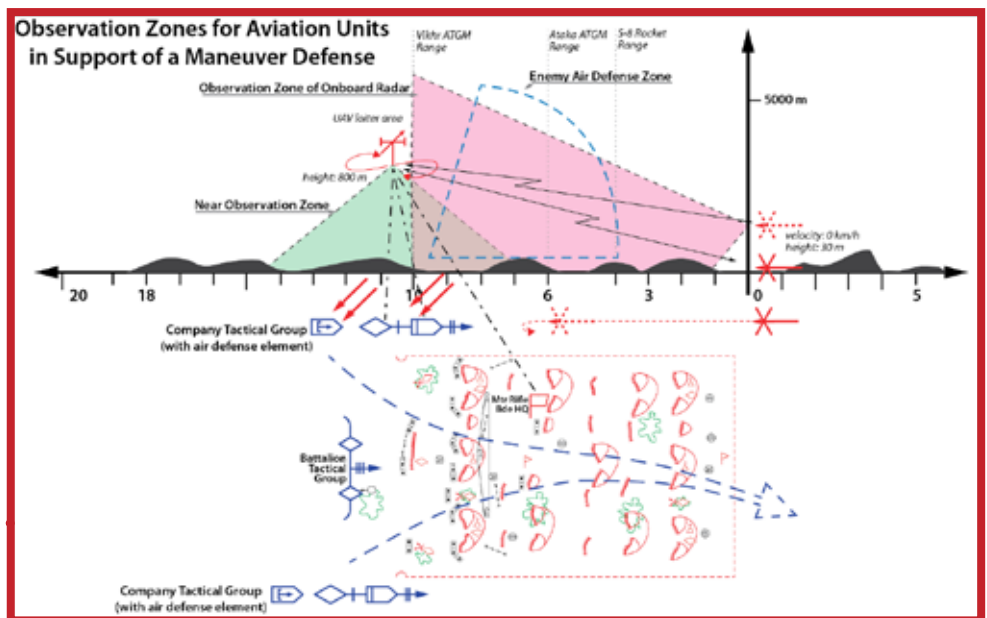 Observation Zones for Aviation Units
in Support of a Maneuver Defense
Vikhr ATGM
Range
Ataka ATGM
Range
S-8 Rocket
Range
Enemy Air Defense Zone
Observation Zone of Onboard Radar
5000 m
UAV loiter area
height: 800 m
Near Observation Zone
velocity: 0 km/h
height: 30 m
20
18
10
6
3
0
5
Company Tactical Group
(with air defense element)
Mtr Rifle
Bde HQ
Battalion
Tactical
Group
Company Tactical Group
(with air defense element)